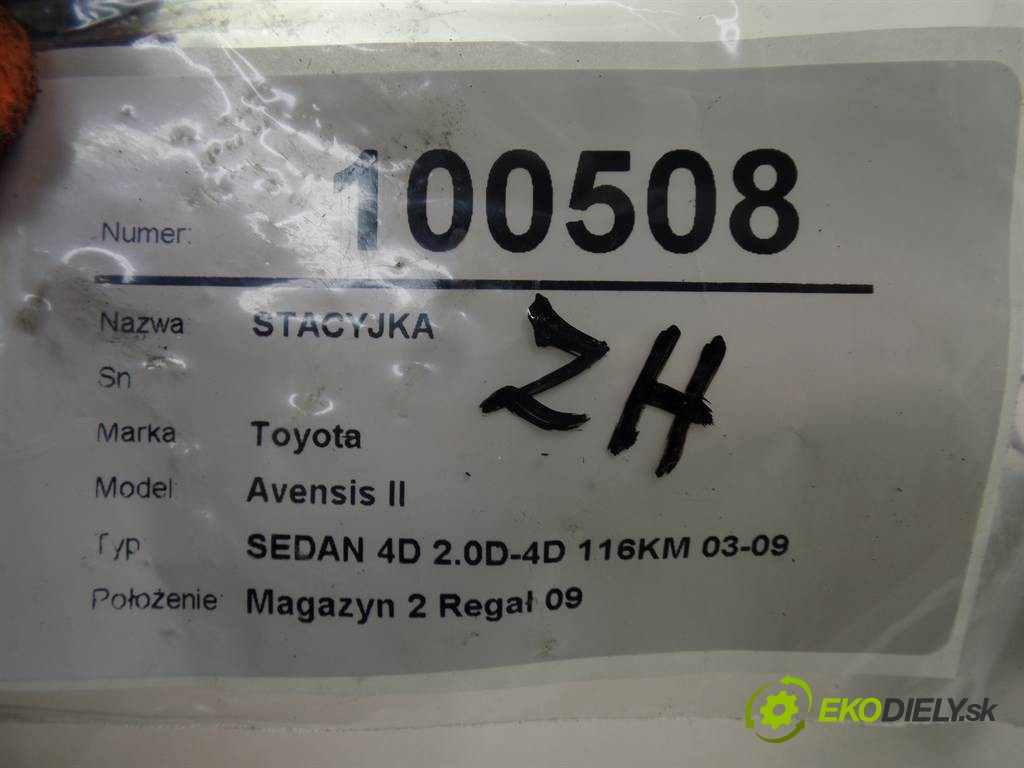 Numer: 100508
Nazwa STACYJKA
ZH
Sn
Marka Toyota
Model Avensis II
Typ SEDAN 4D 2.0D-4D 116KM 03-09
Położenie Magazyn 2 Regał 09
EKODIELY.sk